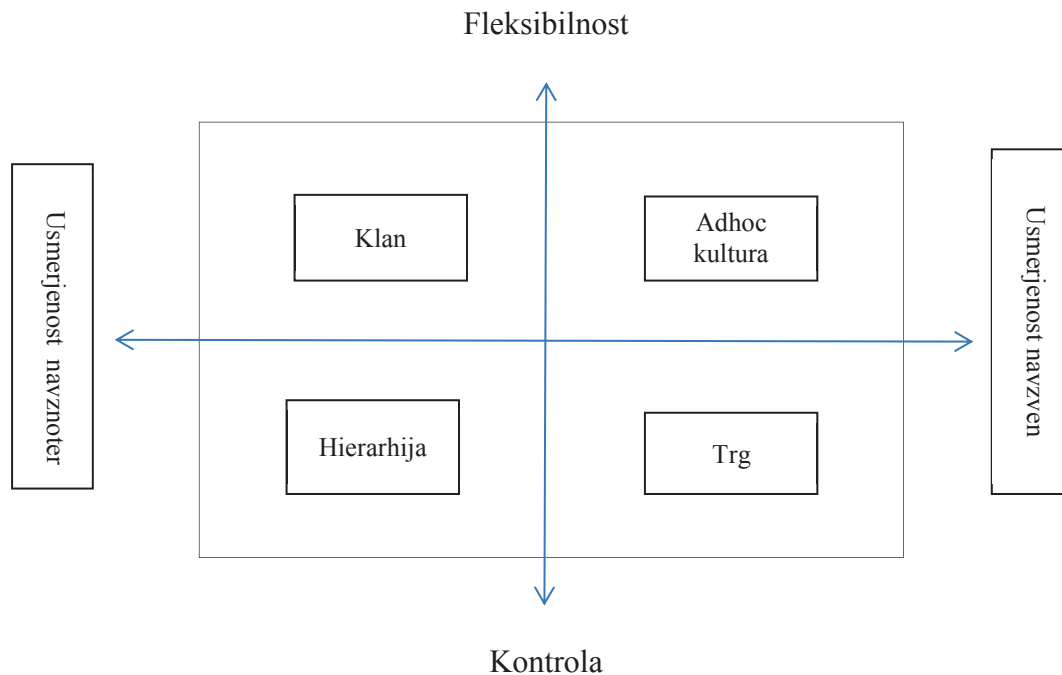 Fleksibilnost
Usmerjenost navznoter
Klan
Adhoc
kultura
Usmerjenost navzven
Hierarhija
Trg
Kontrola